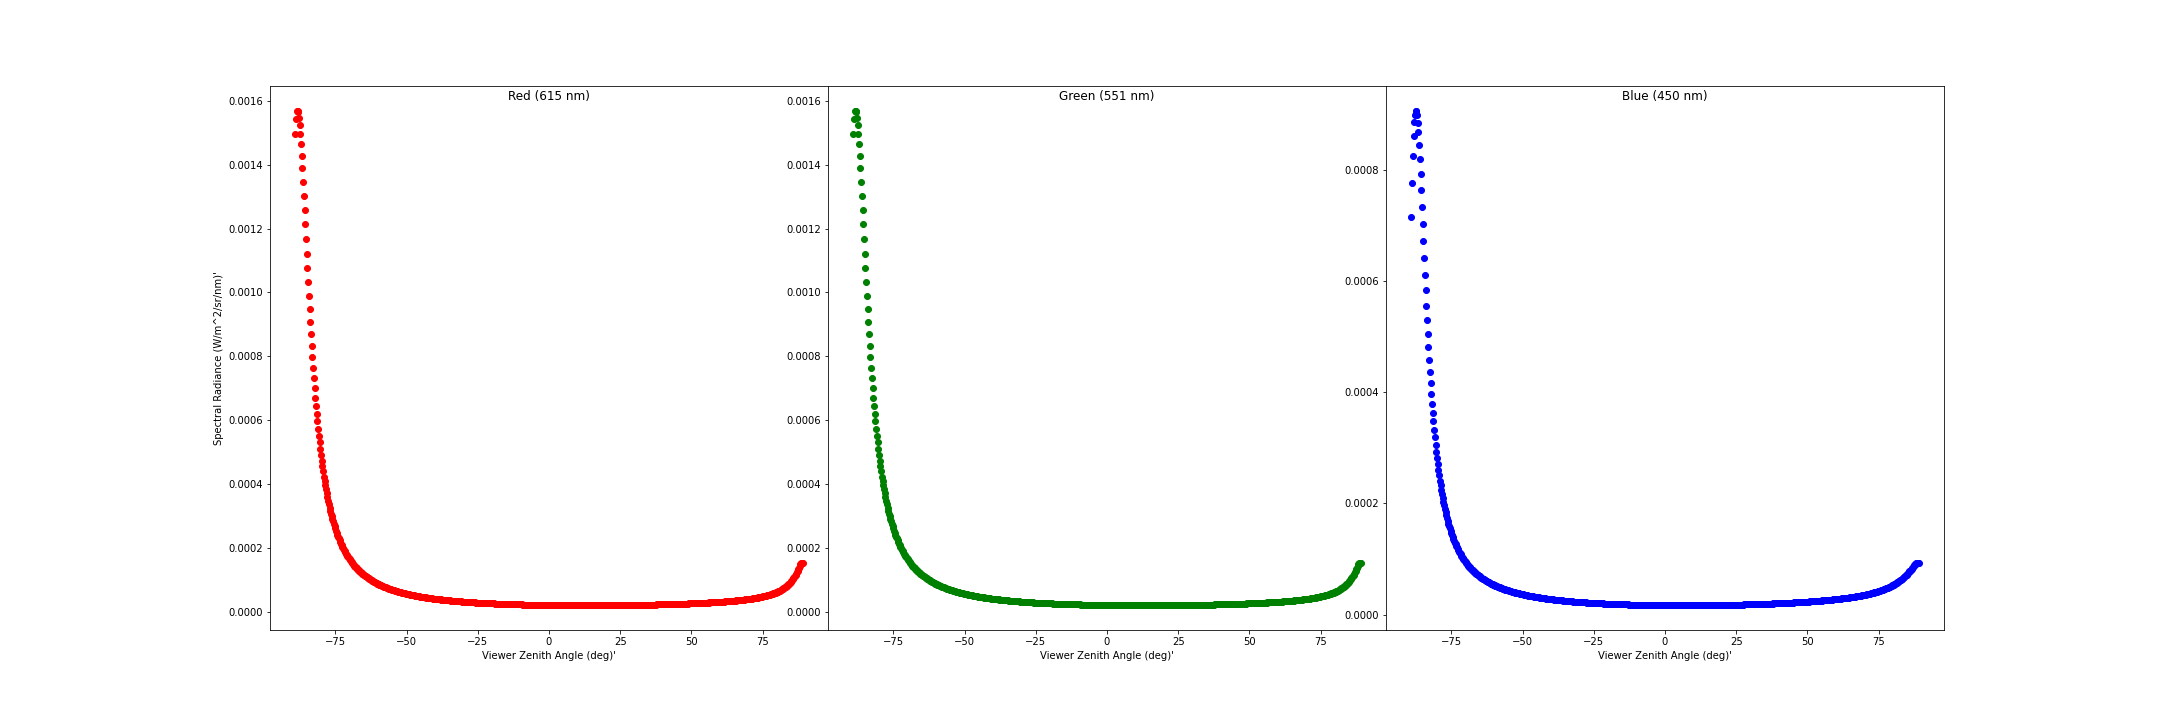 Red (615 nm)
Green (551 nm)
Blue (450 nm)
Spectral Radiance (W/m^2/sr/nm)'
0.0016
0.0014
0.0012
0.0010
0.0008
0.0006
0.0004
0.0002
0.0000
−75 −50 −25 0 25 50 75
Viewer Zenith Angle (deg)'
0.0016
0.0014
0.0012
0.0010
0.0008
0.0006
0.0004
0.0002
0.0000
−75 −50 −25 0 25 50 75
Viewer Zenith Angle (deg)'
0.0008
0.0006
0.0004
0.0002
0.0000
−75 −50 −25 0 25 50 75
Viewer Zenith Angle (deg)'